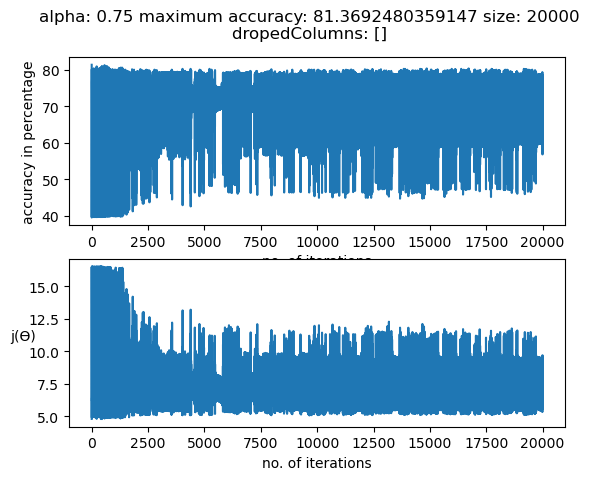 alpha: 0.75 maximum accuracy: 81.3692480359147 size: 20000
dropedColumns: []
accuracy in percentage
80
70
60
50
40
0 2500 5000 7500 10000 12500 15000 17500 20000
no. of iterations
j(Θ)
15.0
12.5
10.0
7.5
5.0
0 2500 5000 7500 10000 12500 15000 17500 20000
no. of iterations